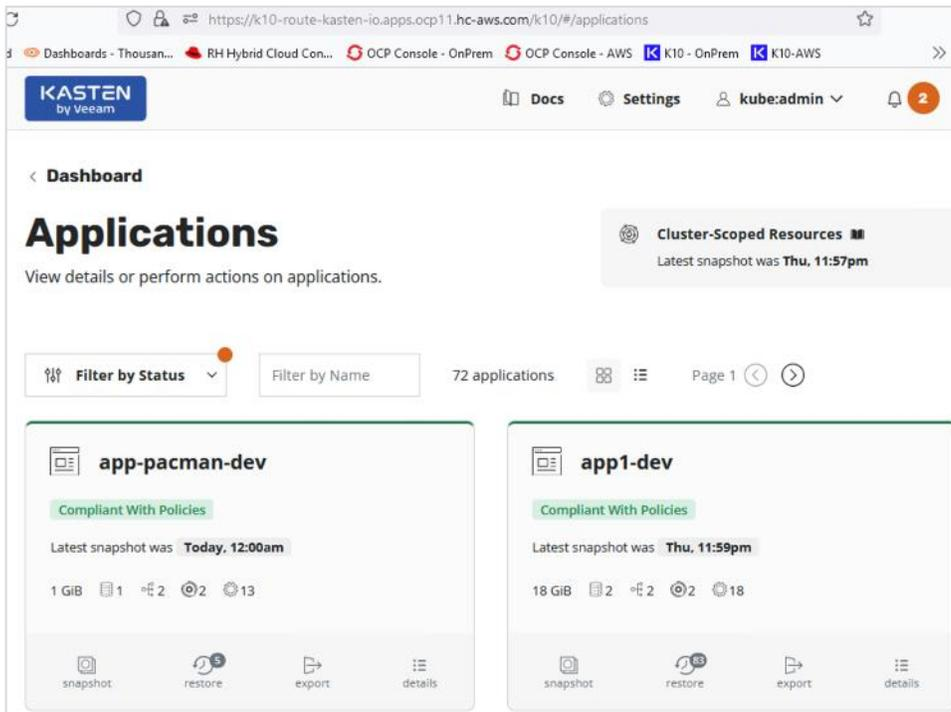 https://k10-route-kasten-io.apps.ocp11.hc-aws.com/k10/#/applications
Dashboards - Thousan... RH Hybrid Cloud Con... OCP Console - OnPrem OCP Console - AWS K10 - OnPrem K10-AWS
KASTEN
by Veeam
Docs Settings kube:admin 2
< Dashboard
Applications
View details or perform actions on applications.
Cluster-Scoped Resources
Latest snapshot was Thu, 11:57pm
Filter by Status Filter by Name 72 applications Page 1
app-pacman-dev
Compliant With Policies
Latest snapshot was Today, 12:00am
1 GiB 1 2 2 13
5
snapshot restore export details
app1-dev
Compliant With Policies
Latest snapshot was Thu, 11:59pm
18 GiB 2 2 2 18
83
snapshot restore export details